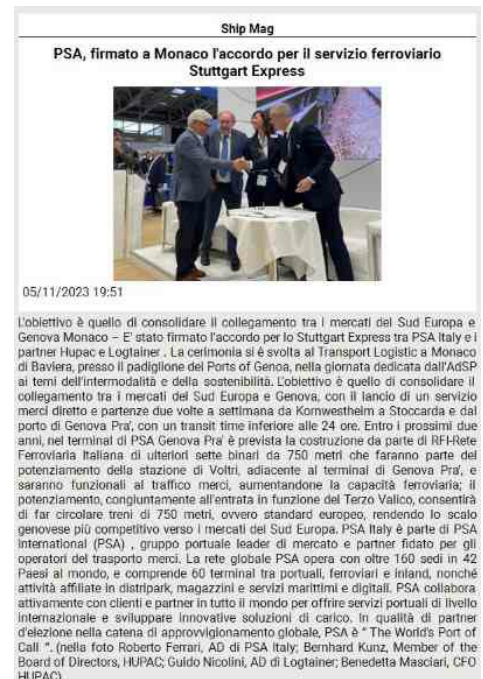 Ship Mag
PSA, firmato a Monaco l'accordo per il servizio ferroviario
Stuttgart Express
05/11/2023 19:51
L'obiettivo è quello di consolidare il collegamento tra i mercati del Sud Europa e
Genova Monaco – E' stato firmato l'accordo per lo Stuttgart Express tra PSA Italy e i
partner Hupac e Logtainer . La cerimonia si è svolta al Transport Logistic a Monaco
di Baviera, presso il padiglione dei Ports of Genoa, nella giornata dedicata dall'AdSP
ai temi dell'intermodalità e della sostenibilità. L'obiettivo è quello di consolidare il
collegamento tra i mercati del Sud Europa e Genova, con il lancio di un servizio
merci diretto e partenze due volte a settimana da Kornwestheim a Stoccarda e dal
porto di Genova Pra', con un transit time inferiore alle 24 ore. Entro i prossimi due
anni, nel terminal di PSA Genova Pra' è prevista la costruzione da parte di RFI-Rete
Ferroviaria Italiana di ulteriori sette binari da 750 metri che faranno parte del
potenziamento della stazione di Voltri, adiacente al terminal di Genova Pra', e
saranno funzionali al traffico merci, aumentandone la capacità ferroviaria; il
potenziamento, congiuntamente all'entrata in funzione del Terzo Valico, consentirà
di far circolare treni di 750 metri, ovvero standard europeo, rendendo lo scalo
genovese più competitivo verso i mercati del Sud Europa. PSA Italy è parte di PSA
International (PSA) , gruppo portuale leader di mercato e partner fidato per gli
operatori del trasporto merci. La rete globale PSA opera con oltre 160 sedi in 42
Paesi al mondo, e comprende 60 terminal tra portuali, ferroviari e inland, nonché
attività affiliate in distripark, magazzini e servizi marittimi e digitali. PSA collabora
attivamente con clienti e partner in tutto il mondo per offrire servizi portuali di livello
internazionale e sviluppare innovative soluzioni di carico. In qualità di partner
d'elezione nella catena di approvvigionamento globale, PSA è " The World's Port of
Call ". (nella foto Roberto Ferrari, AD di PSA Italy; Bernhard Kunz, Member of the
Board of Directors, HUPAC; Guido Nicolini, AD di Logtainer; Benedetta Masciari, CFO
HUPAC)